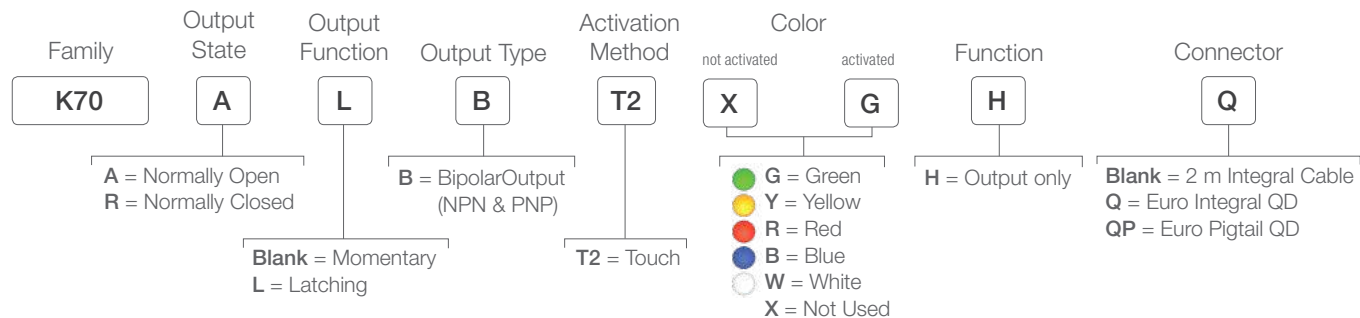 Family
Output
State
Output
Function
Output Type
Activation
Method
Color
not activated
activated
Function
Connector
K70
A
L
B
T2
X
G
H
Q
A = Normally Open
R = Normally Closed
Blank = Momentary
L = Latching
B = BipolarOutput
(NPN & PNP)
T2 = Touch
G = Green
Y = Yellow
R = Red
B = Blue
W = White
X = Not Used
H = Output only
Blank = 2 m Integral Cable
Q = Euro Integral QD
QP = Euro Pigtail QD